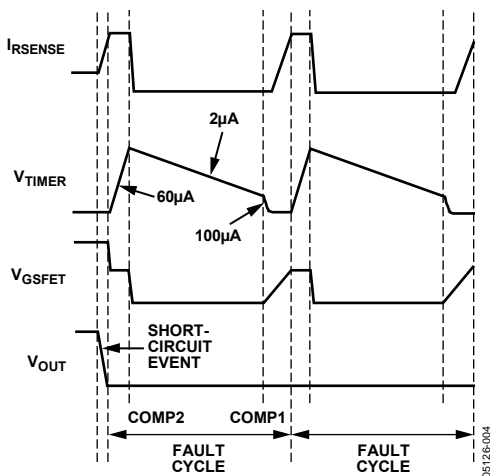 IRSENSE
2µA
VTIMER
60µA
100µA
VGSFET
SHORT-
CIRCUIT
EVENT
VOUT
COMP2
COMP1
FAULT
CYCLE
FAULT
CYCLE
05126-004